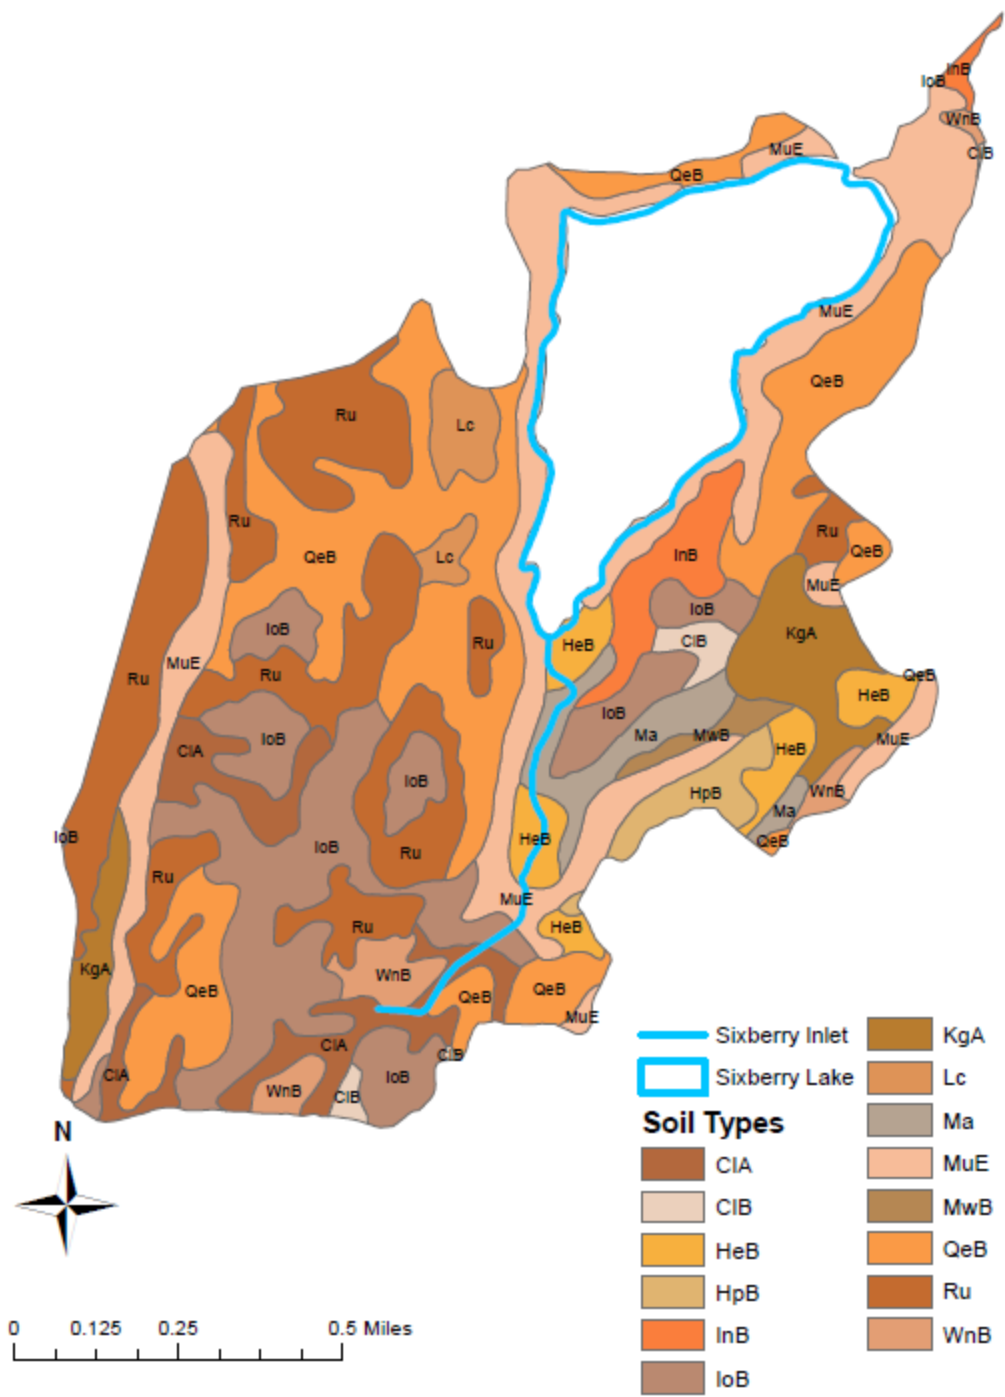 InB
IoB
WnB
ClB
MuE
QeB
MuE
QeB
Ru
Lc
Ru
Ru
QeB
QeB
InB
Lc
MuE
IoB
IoB
KgA
ClB
Ru
HeB
MuE
Ru
Ru
QeB
HeB
IoB
IoB
Ma
MwB
MuE
ClA
HeB
IoB
HpB
WnB
Ma
IoB
HeB
QeB
IoB
Ru
Ru
MuE
Ru
HeB
KgA
WnB
QeB
QeB
QeB
MuE
ClA
ClB
ClA
IoB
WnB
ClB
Sixberry Inlet
Sixberry Lake
Soil Types
ClA
ClB
HeB
HpB
InB
IoB
KgA
Lc
Ma
MuE
MwB
QeB
Ru
WnB
N
0 0.125 0.25 0.5 Miles